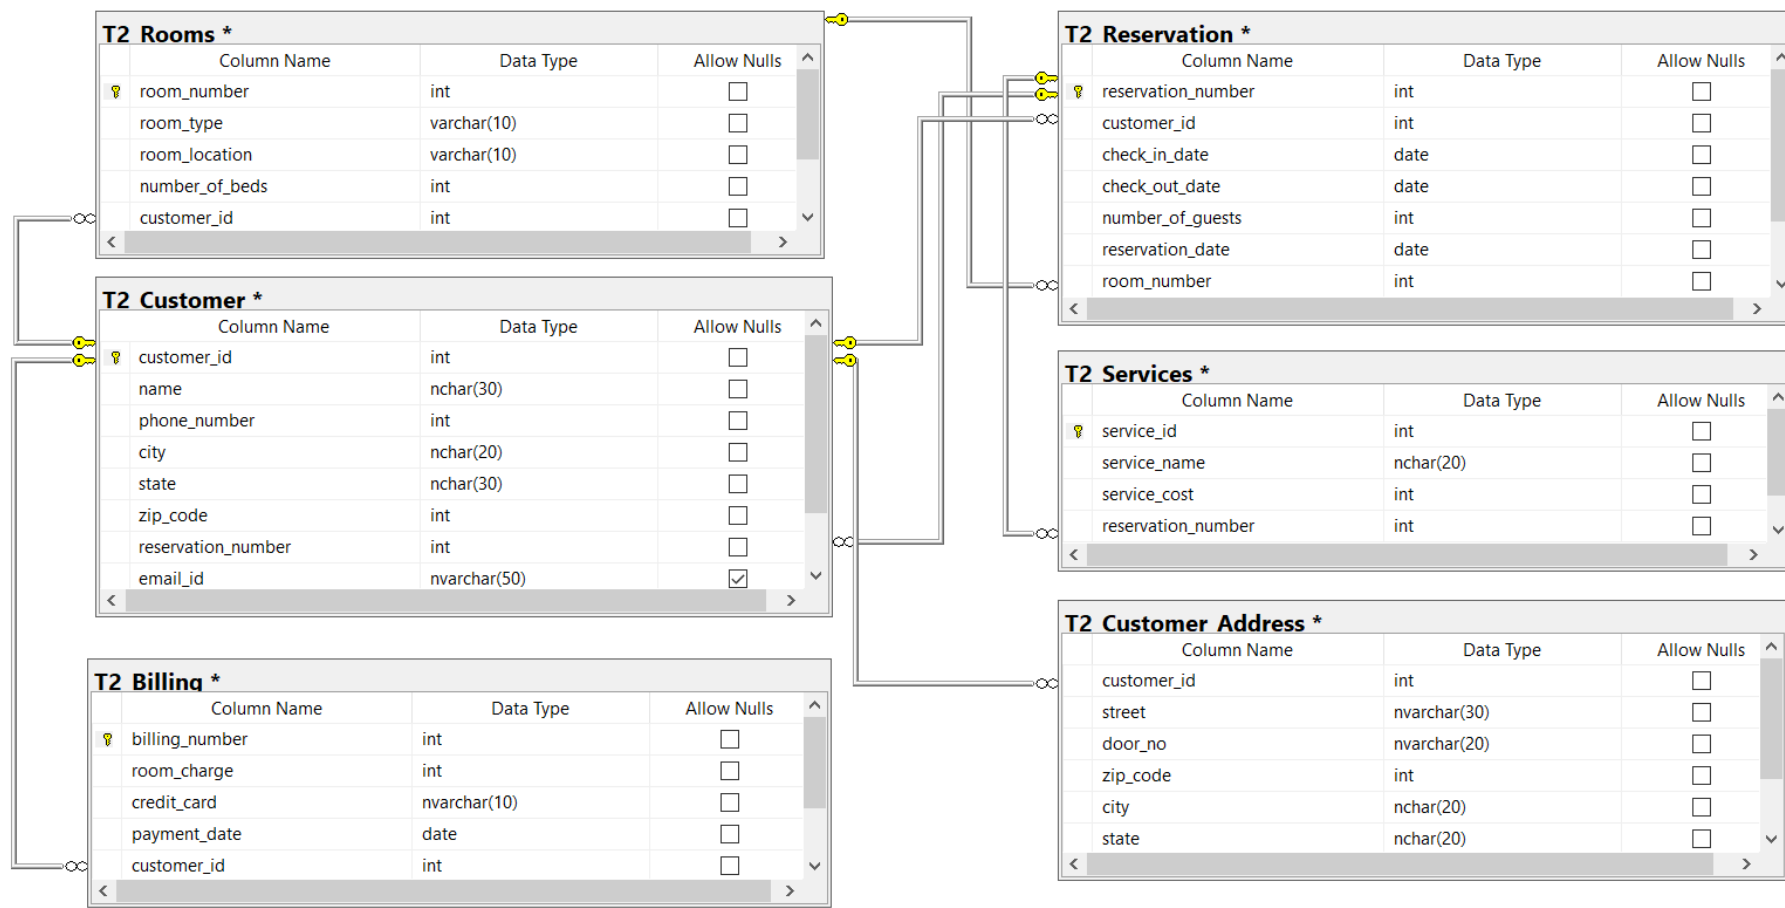 T2_Rooms *
Column Name Data Type Allow Nulls
room_number int
room_type varchar(10)
room_location varchar(10)
number_of_beds int
customer_id int
T2_Customer *
Column Name Data Type Allow Nulls
customer_id int
name nchar(30)
phone_number int
city nchar(20)
state nchar(30)
zip_code int
reservation_number int
email_id nvarchar(50)
T2_Billing *
Column Name Data Type Allow Nulls
billing_number int
room_charge int
credit_card nvarchar(10)
payment_date date
customer_id int
T2_Reservation *
Column Name Data Type Allow Nulls
reservation_number int
customer_id int
check_in_date date
check_out_date date
number_of_guests int
reservation_date date
room_number int
T2_Services *
Column Name Data Type Allow Nulls
service_id int
service_name nchar(20)
service_cost int
reservation_number int
T2_Customer_Address *
Column Name Data Type Allow Nulls
customer_id int
street nvarchar(30)
door_no nvarchar(20)
zip_code int
city nchar(20)
state nchar(20)